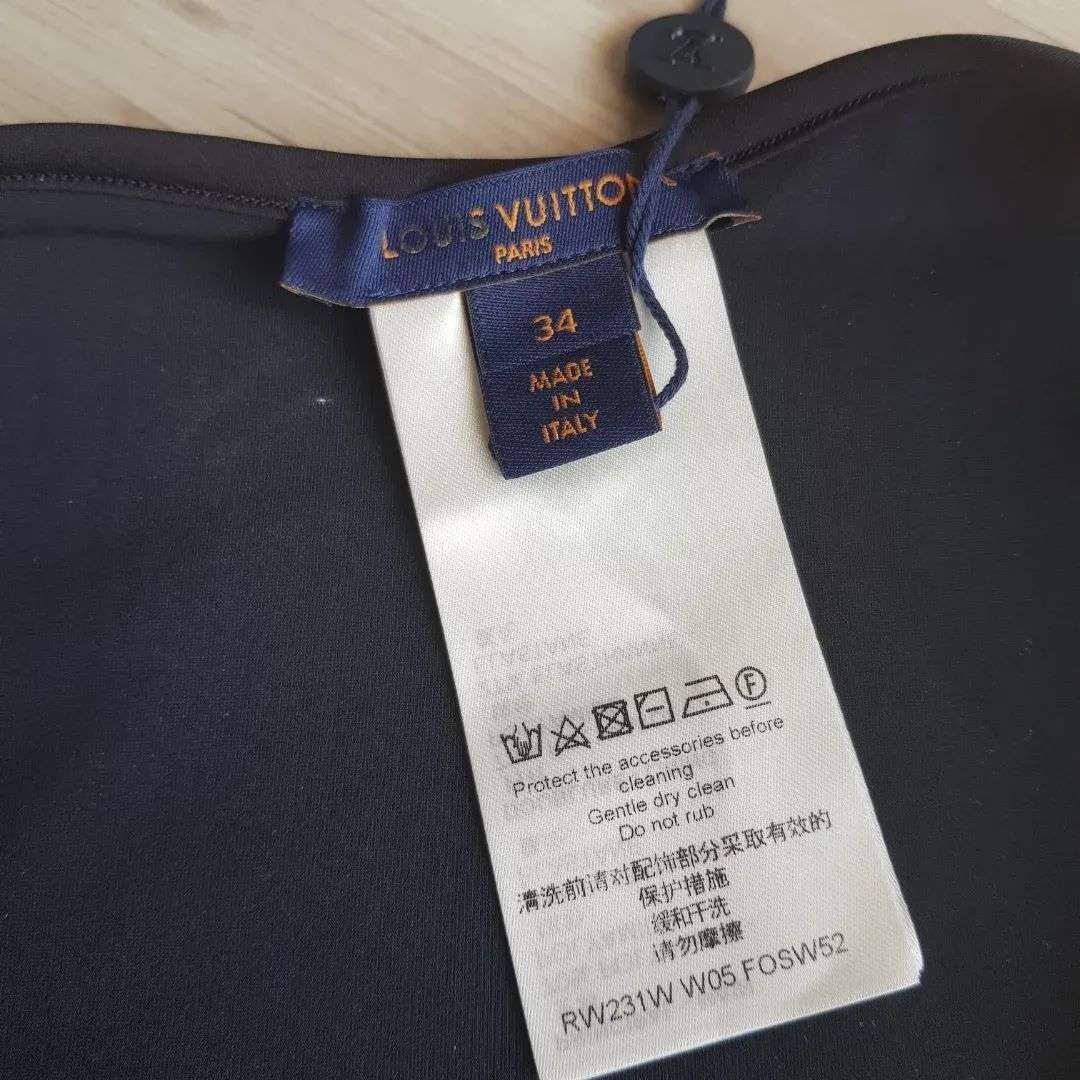 LOUIS VUITTON
PARIS
34
MADE
IN
ITALY
F
Protect the accessories before
cleaning
Gentle dry clean
Do not rub
清洗前请对配饰部分采取有效的
保护措施
缓和干洗
请勿摩擦
RW231W W05 FOSW52